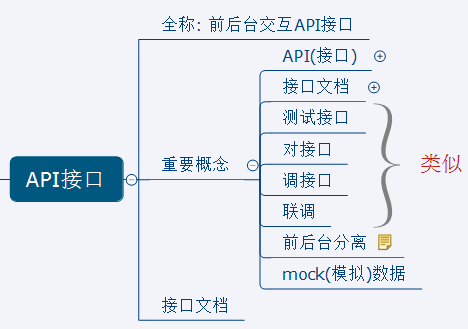 全称：前后台交互API接口
API(接口)
接口文档
测试接口
对接口
类似
API接口
重要概念
调接口
联调
前后台分离
mock(模拟)数据
接口文档